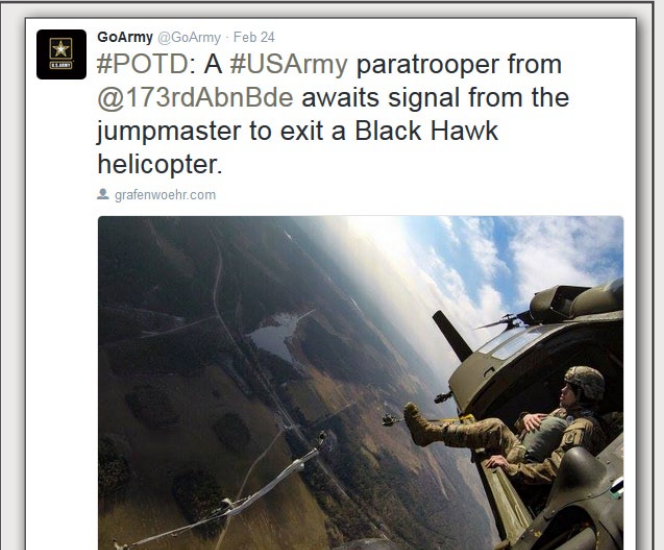 GoArmy @GoArmy · Feb 24
#POTD: A #USArmy paratrooper from
@173rdAbnBde awaits signal from the
jumpmaster to exit a Black Hawk
helicopter.
grafenwoehr.com
U.S.ARMY